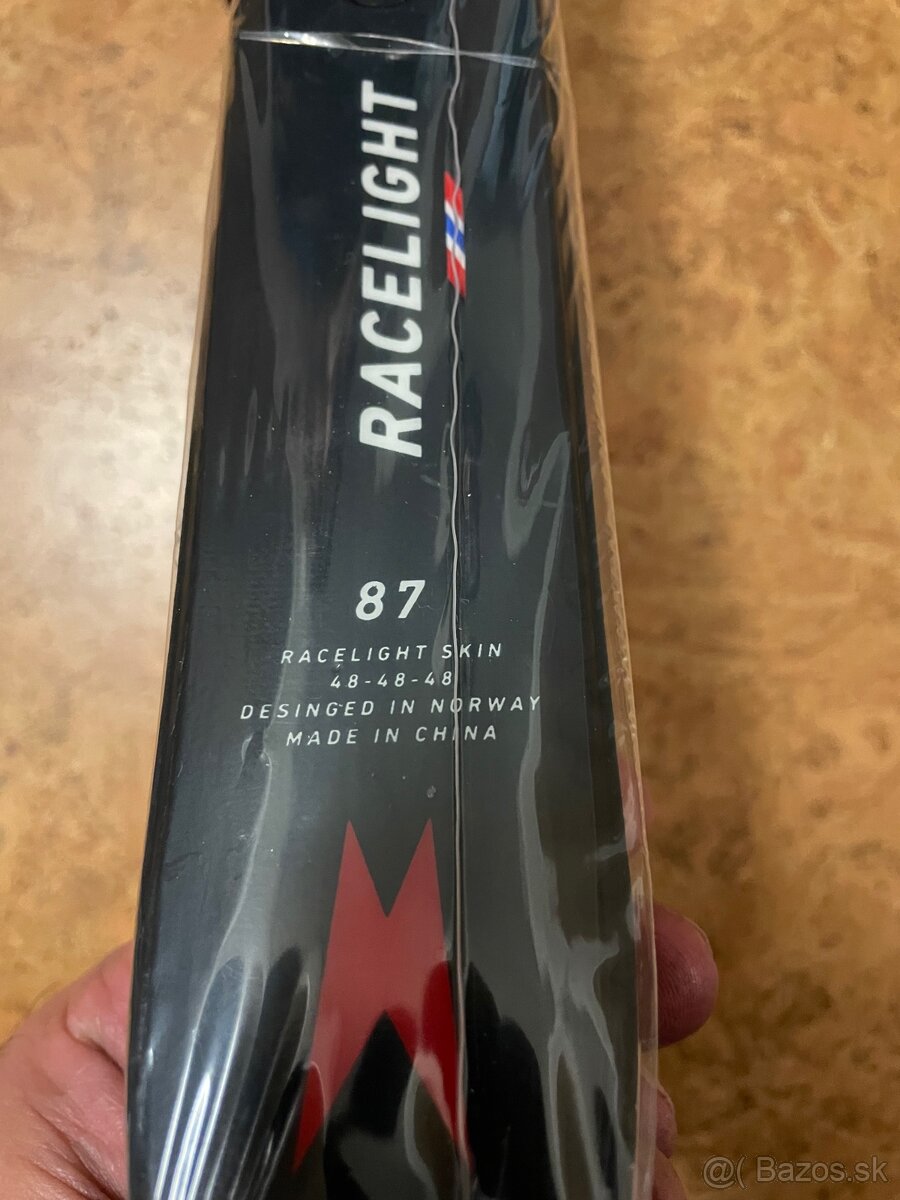 RACELIGHT
87
RACELIGHT SKIN
48-48-48
DESINGED IN NORWAY
MADE IN CHINA
@( Bazos.sk